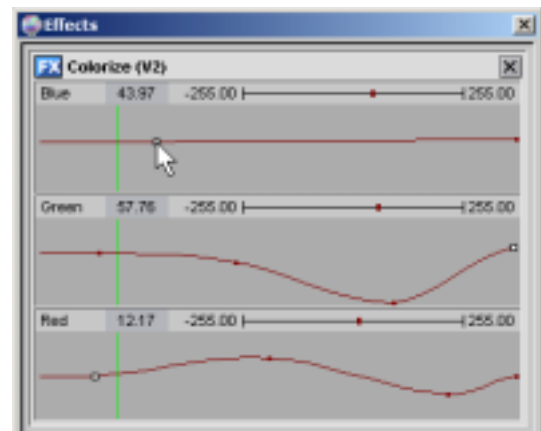 Effects
FX Colorize (V2)
Blue 43.97 -255.00 255.00
Green 57.76 -255.00 255.00
Red 12.17 -255.00 255.00